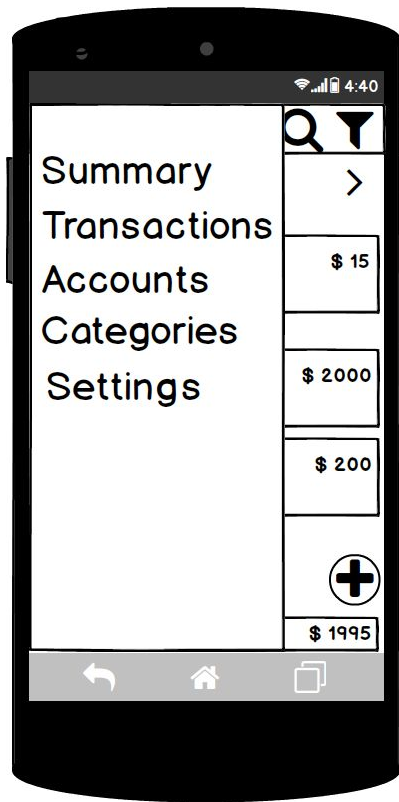 4:40
Summary
Transactions
$ 15
Accounts
Categories
$ 2000
Settings
$ 200
$ 1995